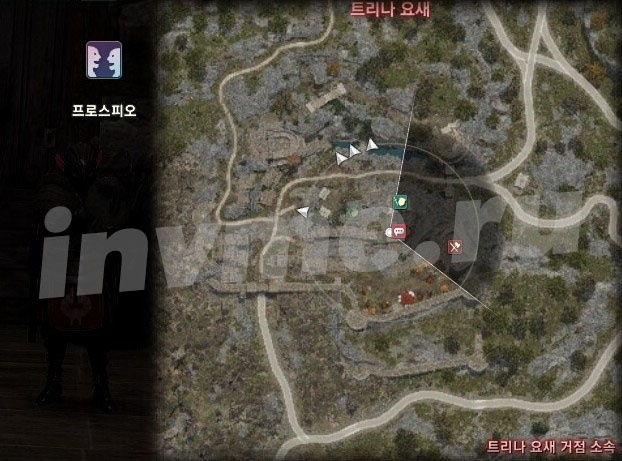 트리나 요새
프로스피오
invme.ru
트리나 요새 거점 소속